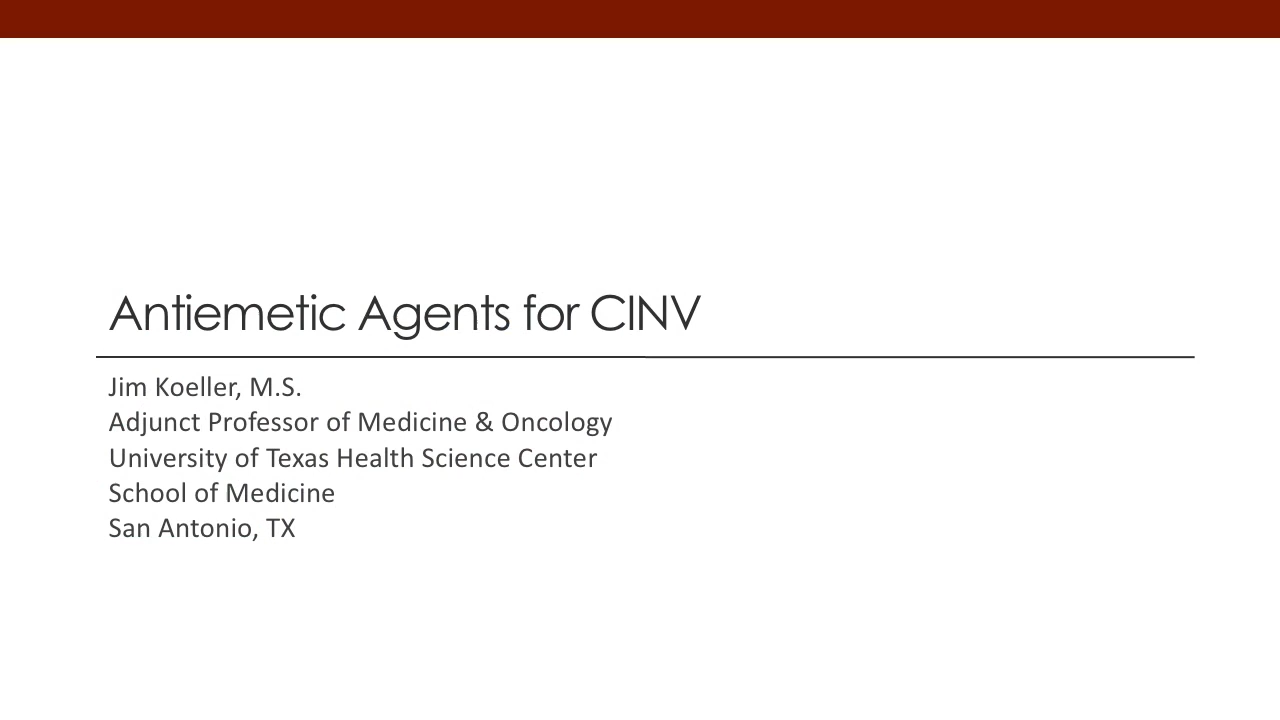 Antiemetic Agents for CINV
Jim Koeller, M.S.
Adjunct Professor of Medicine & Oncology
University of Texas Health Science Center
School of Medicine
San Antonio, TX